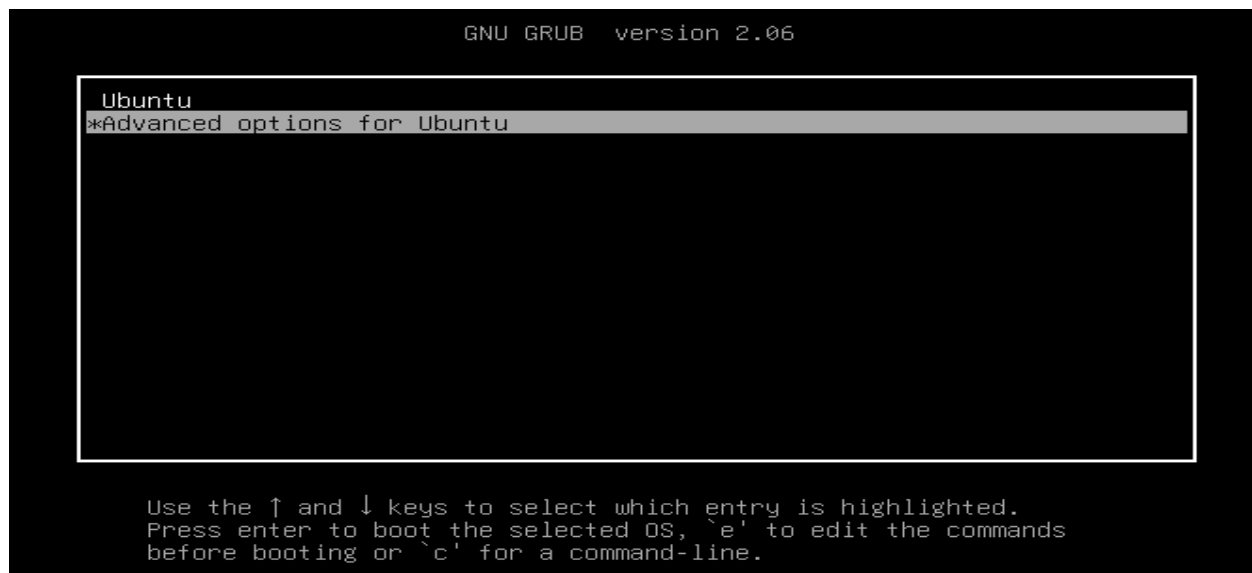 GNU GRUB  version 2.06
Ubuntu
*Advanced options for Ubuntu
Use the ↑ and ↓ keys to select which entry is highlighted.
Press enter to boot the selected OS, `e' to edit the commands
before booting or `c' for a command-line.